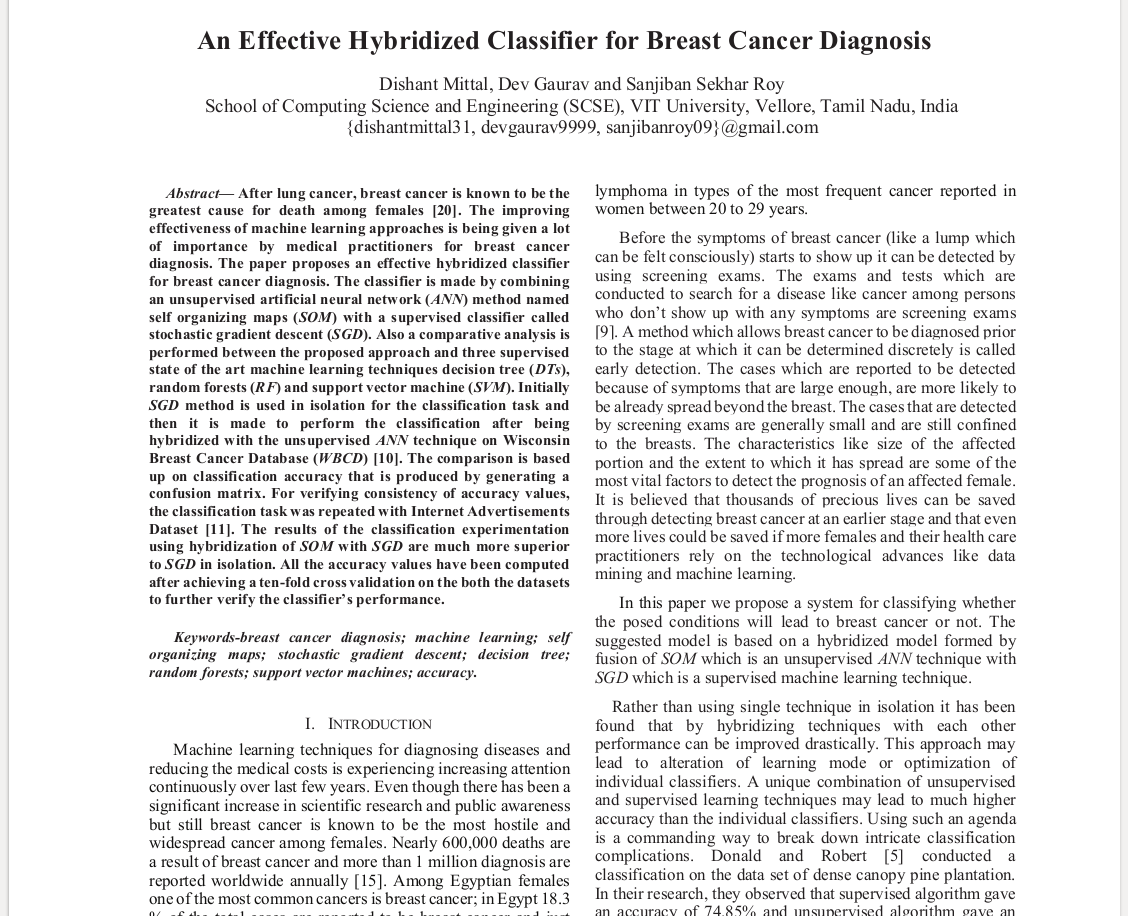 An Effective Hybridized Classifier for Breast Cancer Diagnosis
Dishant Mittal, Dev Gaurav and Sanjiban Sekhar Roy
School of Computing Science and Engineering (SCSE), VIT University, Vellore, Tamil Nadu, India
{dishantmittal31, devgaurav9999, sanjibanroy09}@gmail.com
Abstract— After lung cancer, breast cancer is known to be the
greatest cause for death among females [20]. The improving
effectiveness of machine learning approaches is being given a lot
of importance by medical practitioners for breast cancer
diagnosis. The paper proposes an effective hybridized classifier
for breast cancer diagnosis. The classifier is made by combining
an unsupervised artificial neural network (ANN) method named
self organizing maps (SOM) with a supervised classifier called
stochastic gradient descent (SGD). Also a comparative analysis is
performed between the proposed approach and three supervised
state of the art machine learning techniques decision tree (DTs),
random forests (RF) and support vector machine (SVM). Initially
SGD method is used in isolation for the classification task and
then it is made to perform the classification after being
hybridized with the unsupervised ANN technique on Wisconsin
Breast Cancer Database (WBCD) [10]. The comparison is based
up on classification accuracy that is produced by generating a
confusion matrix. For verifying consistency of accuracy values,
the classification task was repeated with Internet Advertisements
Dataset [11]. The results of the classification experimentation
using hybridization of SOM with SGD are much more superior
to SGD in isolation. All the accuracy values have been computed
after achieving a ten-fold cross validation on the both the datasets
to further verify the classifier's performance.
Keywords-breast cancer diagnosis; machine learning; self
organizing maps; stochastic gradient descent; decision tree;
random forests; support vector machines; accuracy.
I. INTRODUCTION
Machine learning techniques for diagnosing diseases and
reducing the medical costs is experiencing increasing attention
continuously over last few years. Even though there has been a
significant increase in scientific research and public awareness
but still breast cancer is known to be the most hostile and
widespread cancer among females. Nearly 600,000 deaths are
a result of breast cancer and more than 1 million diagnosis are
reported worldwide annually [15]. Among Egyptian females
one of the most common cancers is breast cancer; in Egypt 18.3
% of the total cases are reported to be breast cancer and just
lymphoma in types of the most frequent cancer reported in
women between 20 to 29 years.
Before the symptoms of breast cancer (like a lump which
can be felt consciously) starts to show up it can be detected by
using screening exams. The exams and tests which are
conducted to search for a disease like cancer among persons
who don't show up with any symptoms are screening exams
[9]. A method which allows breast cancer to be diagnosed prior
to the stage at which it can be determined discretely is called
early detection. The cases which are reported to be detected
because of symptoms that are large enough, are more likely to
be already spread beyond the breast. The cases that are detected
by screening exams are generally small and are still confined
to the breasts. The characteristics like size of the affected
portion and the extent to which it has spread are some of the
most vital factors to detect the prognosis of an affected female.
It is believed that thousands of precious lives can be saved
through detecting breast cancer at an earlier stage and that even
more lives could be saved if more females and their health care
practitioners rely on the technological advances like data
mining and machine learning.
In this paper we propose a system for classifying whether
the posed conditions will lead to breast cancer or not. The
suggested model is based on a hybridized model formed by
fusion of SOM which is an unsupervised ANN technique with
SGD which is a supervised machine learning technique.
Rather than using single technique in isolation it has been
found that by hybridizing techniques with each other
performance can be improved drastically. This approach may
lead to alteration of learning mode or optimization of
individual classifiers. A unique combination of unsupervised
and supervised learning techniques may lead to much higher
accuracy than the individual classifiers. Using such an agenda
is a commanding way to break down intricate classification
complications. Donald and Robert [5] conducted a
classification on the data set of dense canopy pine plantation.
In their research, they observed that supervised algorithm gave
an accuracy of 74.85% and unsupervised algorithm gave an